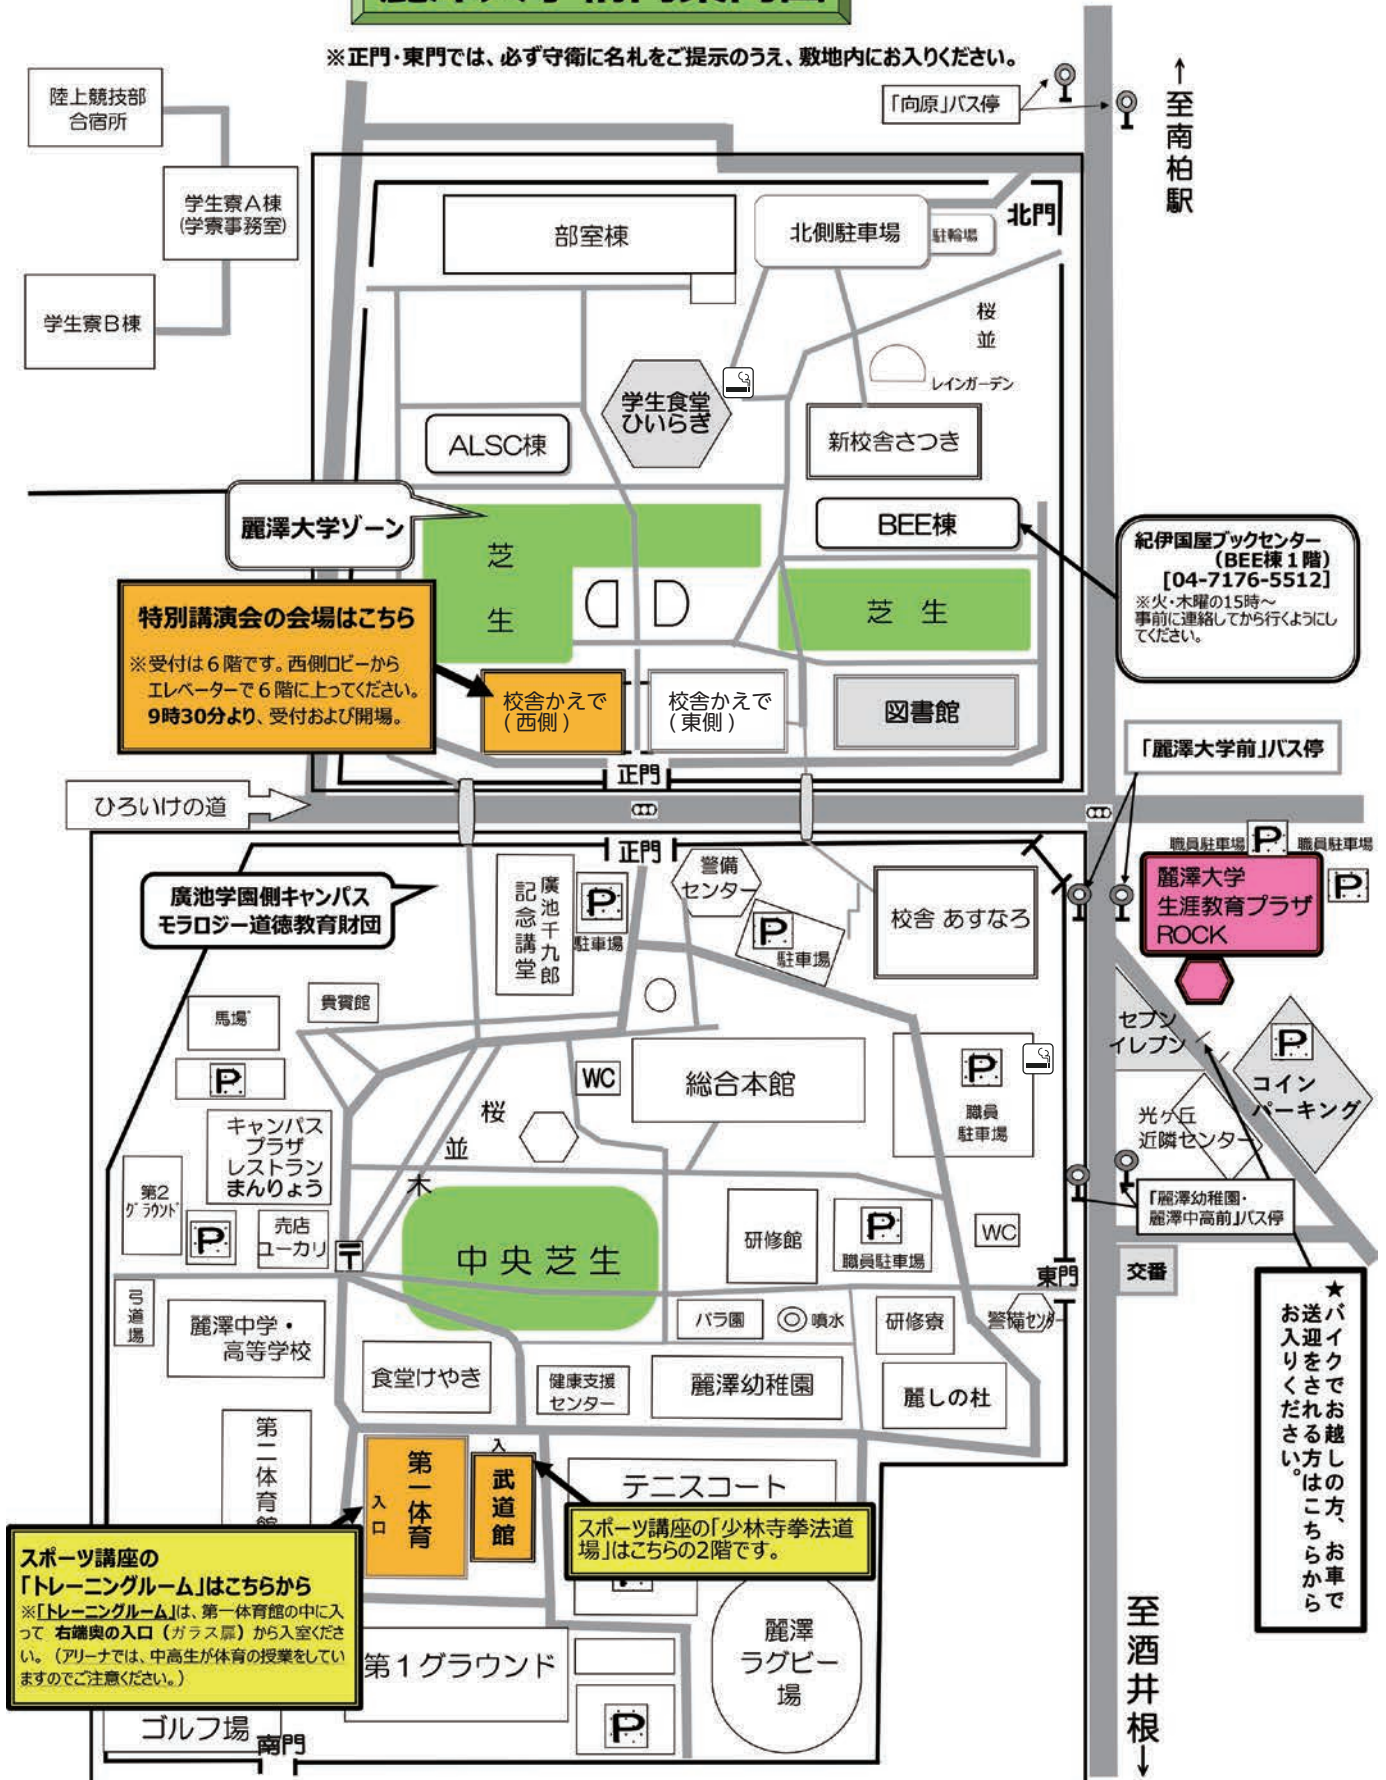 ※正門・東門では、必ず守衛に名札をご提示のうえ、敷地内にお入りください。
「向原」バス停
↑至南柏駅
陸上競技部
合宿所
学生寮A棟
(学寮事務室)
学生寮B棟
部室棟
北側駐車場
駐輪場
北門
桜
並
レインガーデン
学生食堂
ひいらぎ
新校舎さつき
ALSC棟
麗澤大学ゾーン
BEE棟
芝
生
芝 生
紀伊国屋ブックセンター
(BEE棟1階)
[04-7176-5512]
※火・木曜の15時～
事前に連絡してから行くようにし
てください。
特別講演会の会場はこちら
※受付は6階です。西側ロビーから
エレベーターで6階に上ってください。
9時30分より、受付および開場。
校舎かえで
(西側)
校舎かえで
(東側)
図書館
正門
「麗澤大学前」バス停
ひろいけの道
正門
廣池学園側キャンパス
モラロジー道徳教育財団
廣池千九郎
記念講堂
P
駐車場
警備
センター
P
駐車場
校舎 あすなろ
職員駐車場
P
職員駐車場
P
麗澤大学
生涯教育プラザ
ROCK
貴賓館
馬場
P
WC
総合本館
P
職員
駐車場
セブン
イレブン
P
コイン
パーキング
光ヶ丘
近隣センター
桜
並
木
キャンパス
プラザ
レストラン
まんりょう
第2
グラウンド
P
売店
ユーカリ
〒
中央芝生
研修館
P
職員駐車場
WC
「麗澤幼稚園・
麗澤中高前」バス停
東門
交番
弓道場
麗澤中学・
高等学校
バラ園
噴水
研修寮
警備センター
食堂けやき
健康支援
センター
麗澤幼稚園
麗しの杜
★バイクでお越しの方、お車で
送迎をされる方はこちらから
お入りください。
第二体育館
第一体育
入口
入
武道館
テニスコート
スポーツ講座の「少林寺拳法道
場」はこちらの2階です。
スポーツ講座の
「トレーニングルーム」はこちらから
※「トレーニングルーム」は、第一体育館の中に入
って 右端奥の入口（ガラス扉）から入室くださ
い。（アリーナでは、中高生が体育の授業をしてい
ますのでご注意ください。）
第1グラウンド
P
麗澤
ラグビー
場
ゴルフ場
南門
至酒井根↓